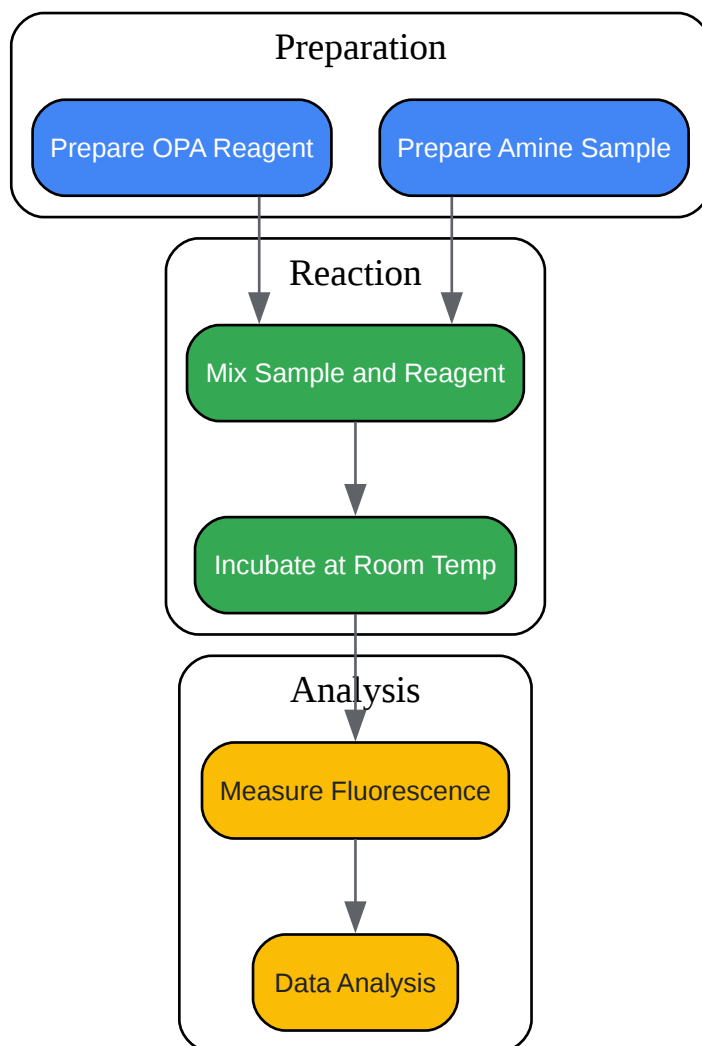 Preparation
Prepare OPA Reagent
Prepare Amine Sample
Reaction
Mix Sample and Reagent
Incubate at Room Temp
Analysis
Measure Fluorescence
Data Analysis